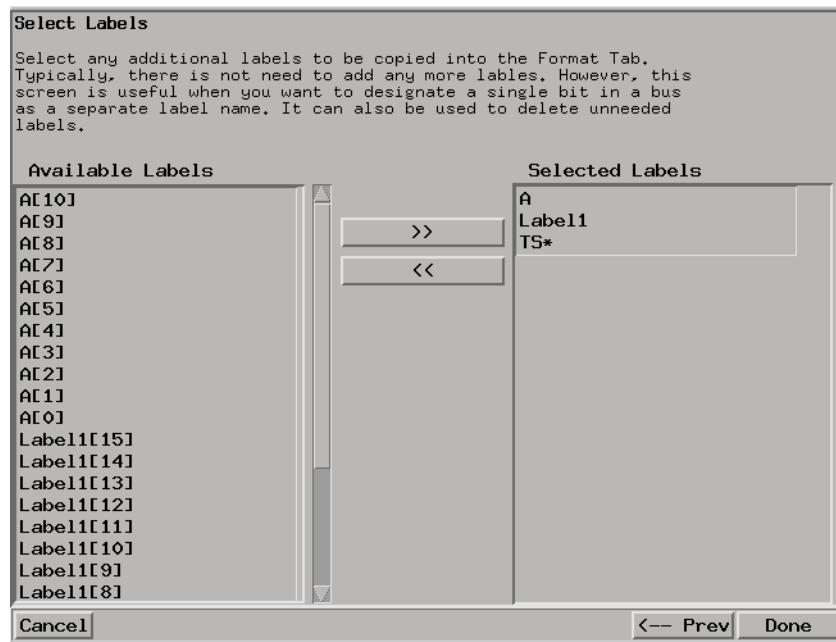 Select Labels
Select any additional labels to be copied into the Format Tab.
Typically, there is not need to add any more lables. However, this
screen is useful when you want to designate a single bit in a bus
as a separate label name. It can also be used to delete unneeded
labels.
Available Labels
A[10]
A[9]
A[8]
A[7]
A[6]
A[5]
A[4]
A[3]
A[2]
A[1]
A[0]
Label1[15]
Label1[14]
Label1[13]
Label1[12]
Label1[11]
Label1[10]
Label1[9]
Label1[8]
>>
<<
Selected Labels
A
Label1
TS*
Cancel
<-- Prev
Done